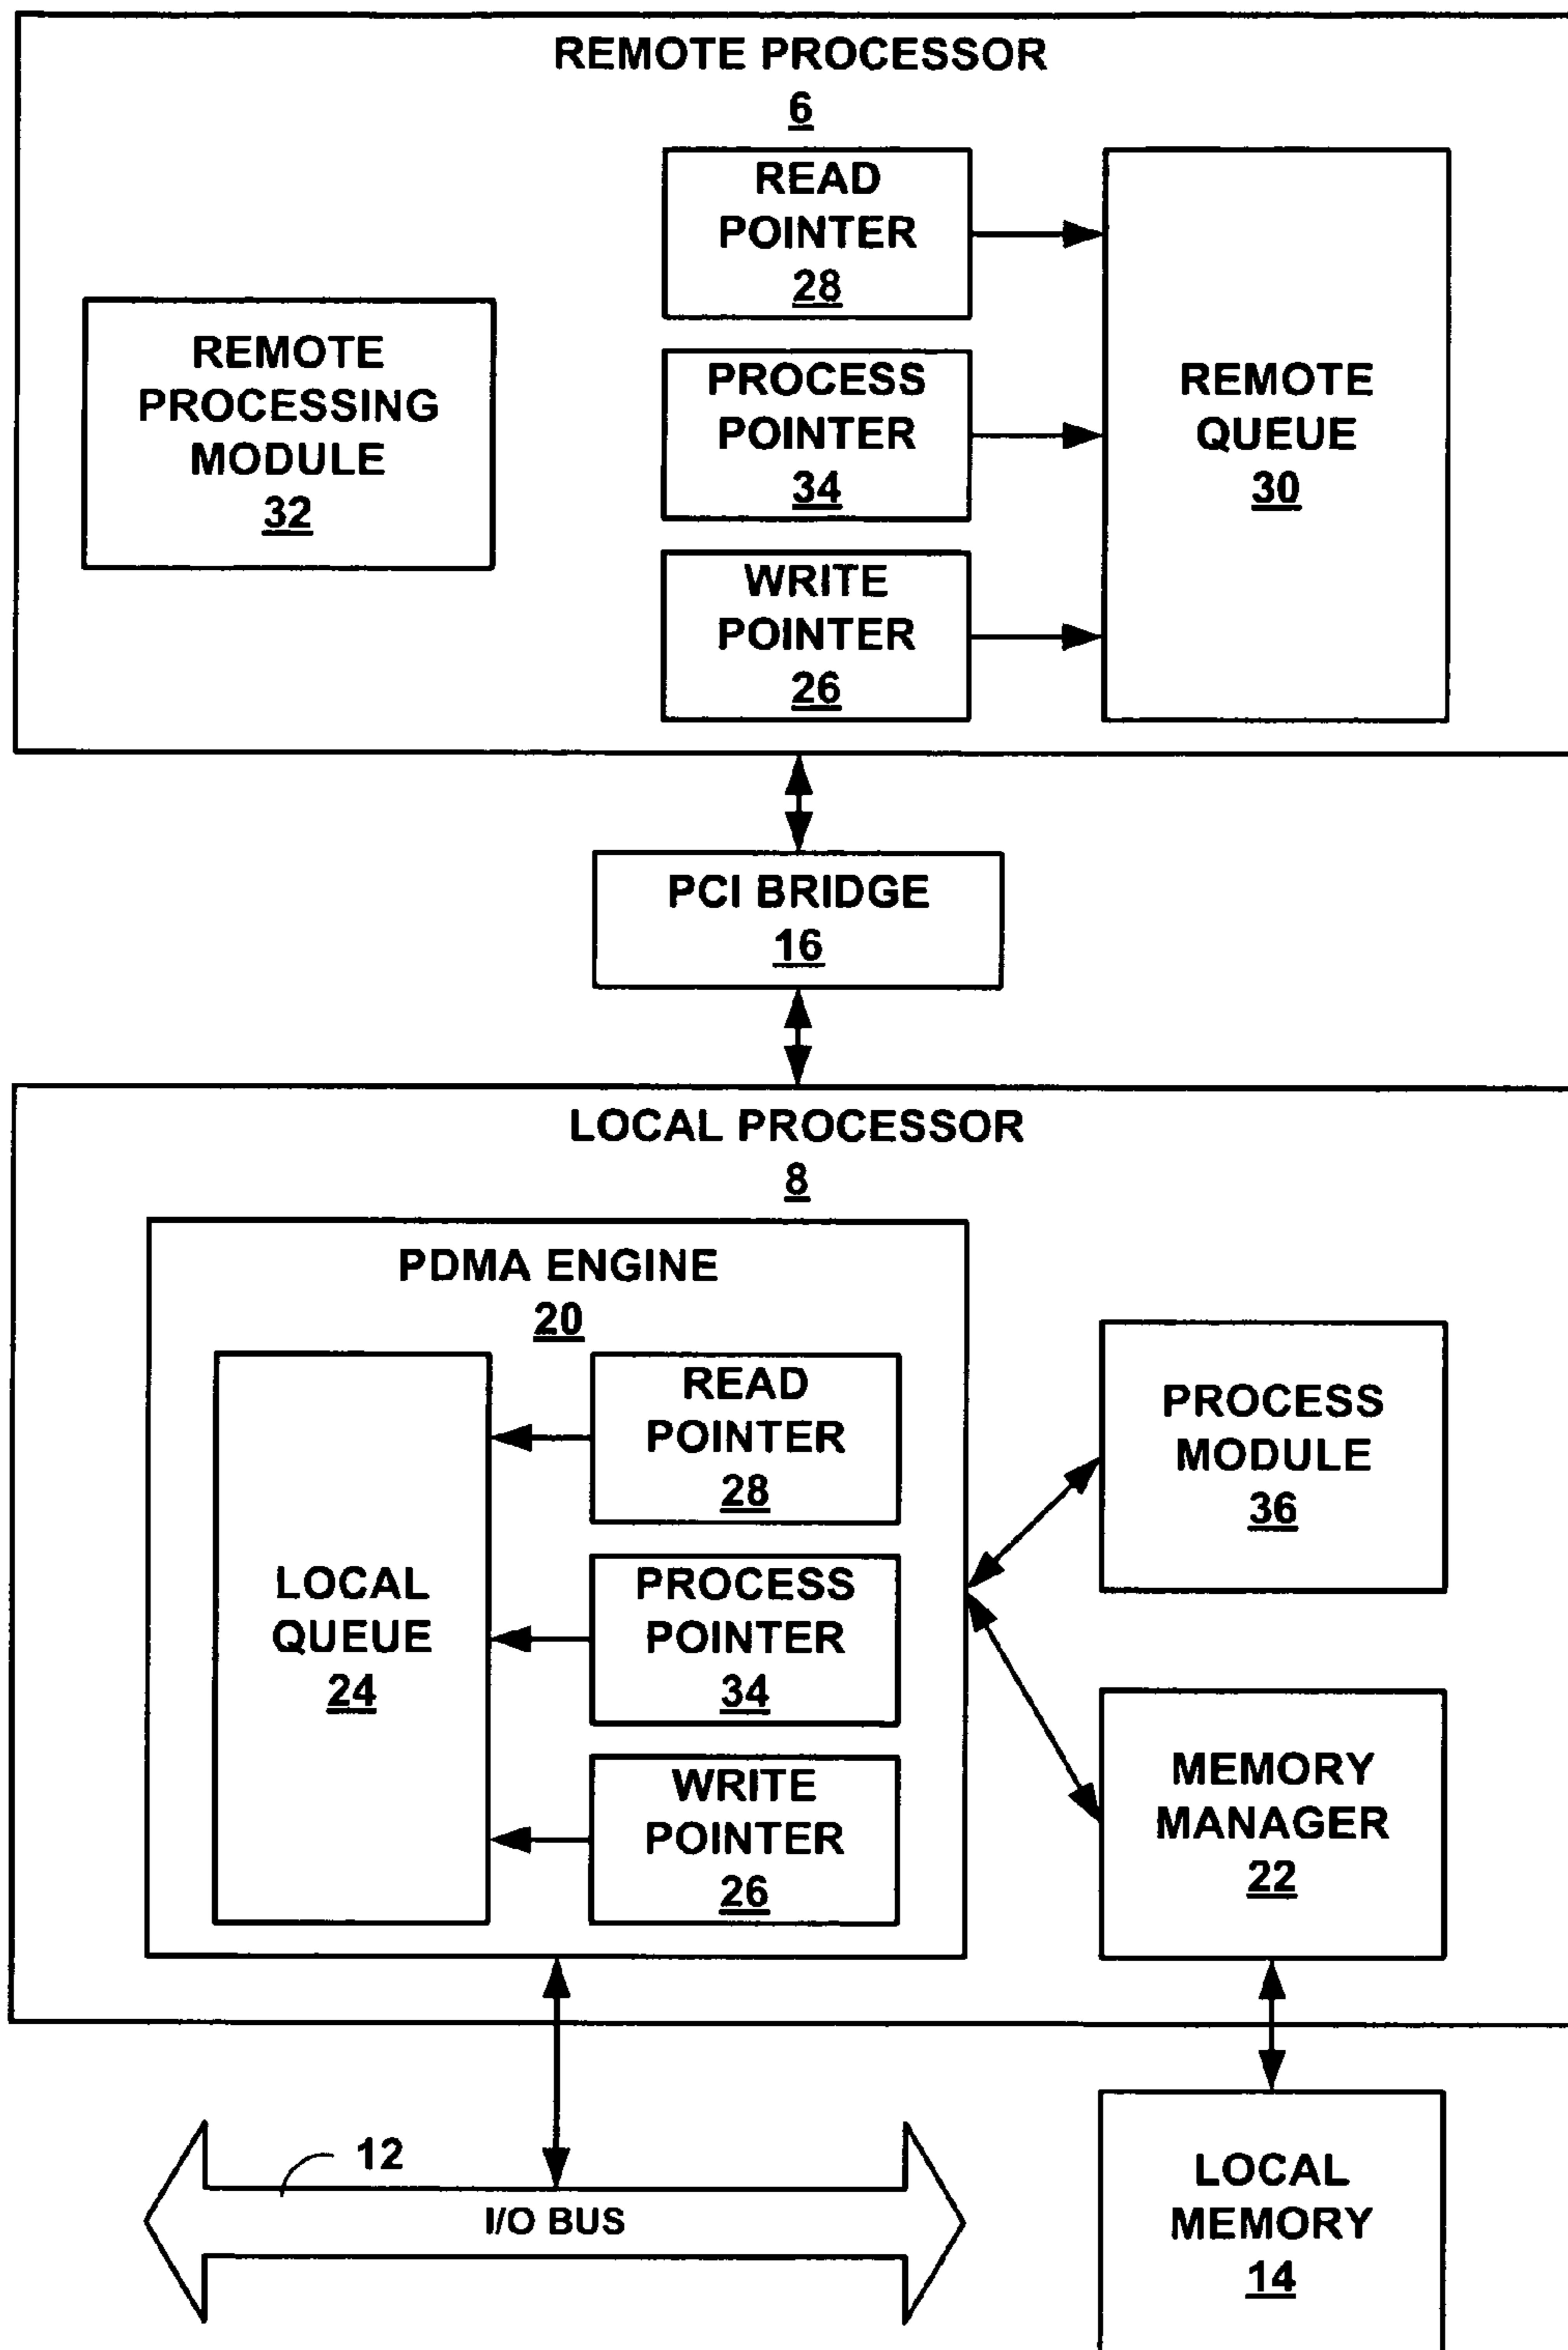 REMOTE PROCESSOR
6
READ
POINTER
28
REMOTE
PROCESSING
MODULE
32
PROCESS
POINTER
34
REMOTE
QUEUE
30
WRITE
POINTER
26
PCI BRIDGE
16
LOCAL PROCESSOR
8
PDMA ENGINE
20
READ
POINTER
28
LOCAL
QUEUE
24
PROCESS
POINTER
34
WRITE
POINTER
26
PROCESS
MODULE
36
MEMORY
MANAGER
22
12
I/O BUS
LOCAL
MEMORY
14